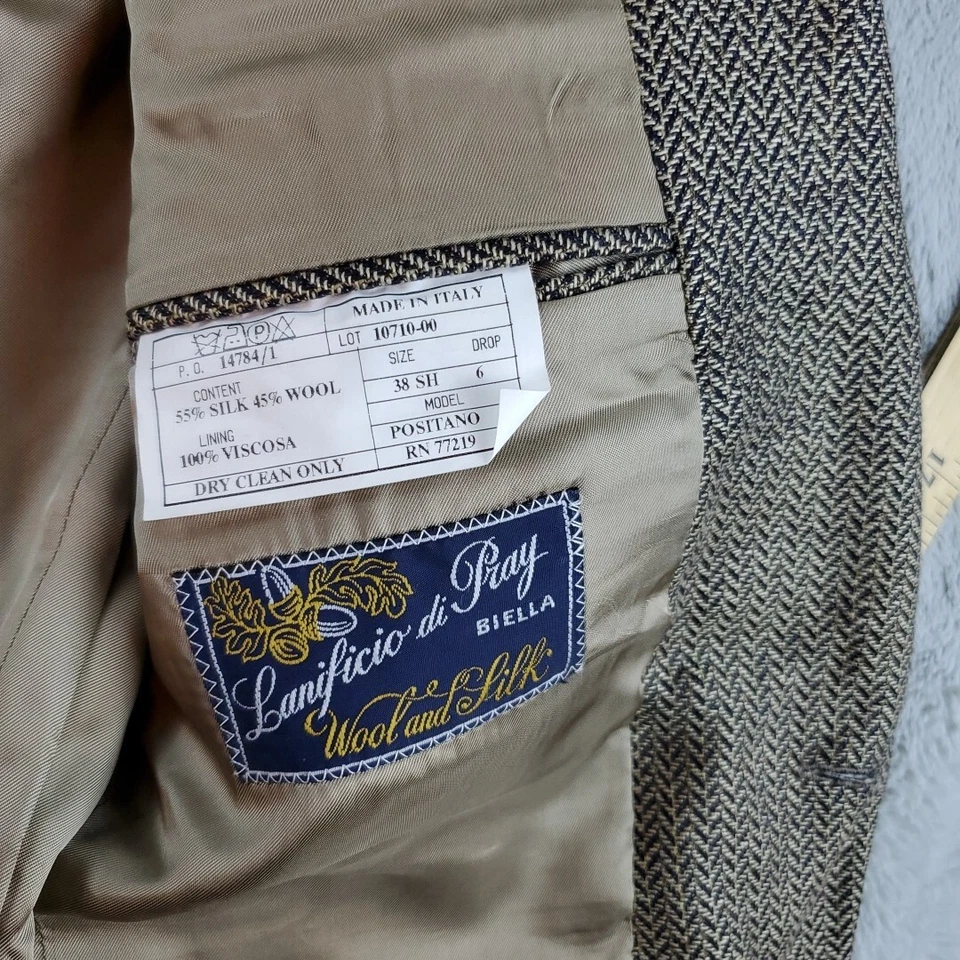 MADE IN ITALY
P.O. 14784/1
LOT 10710-00
CONTENT
55% SILK 45% WOOL
SIZE DROP
38 SH 6
LINING
100% VISCOSA
MODEL
POSITANO
DRY CLEAN ONLY
RN 77219
Lanificio di Pray
BIELLA
Wool and Silk
12